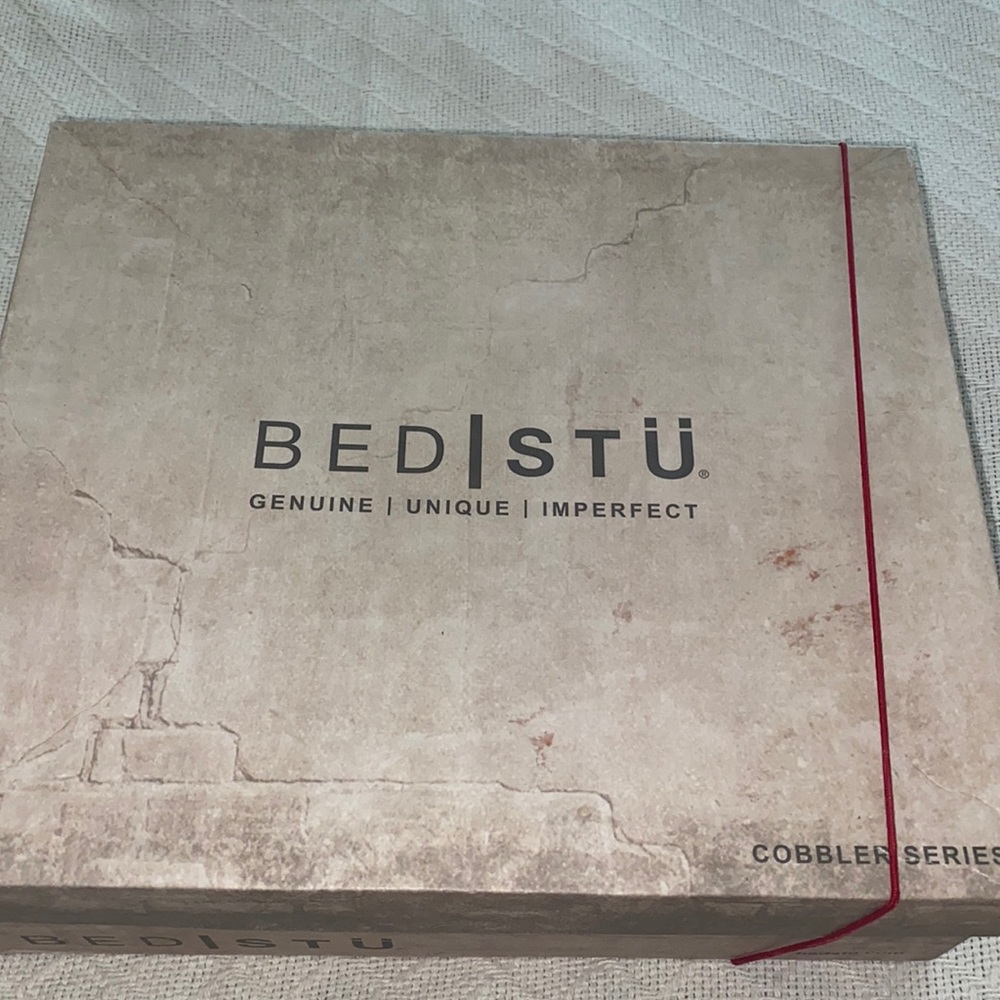 BED|STÜ®
GENUINE | UNIQUE | IMPERFECT
COBBLER SERIES
BED|STÜ